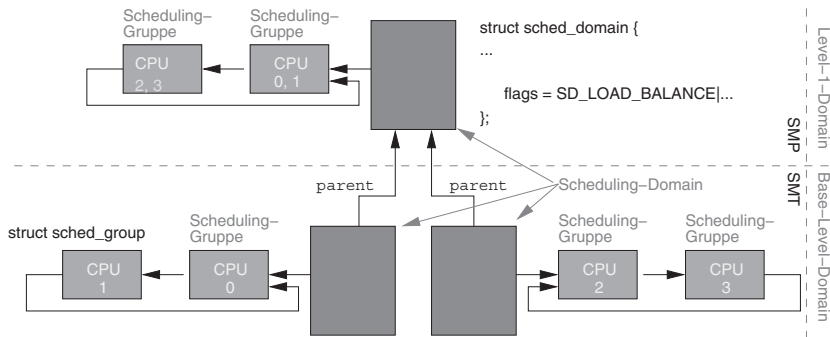 Scheduling–
Gruppe
Scheduling–
Gruppe
CPU
2, 3
CPU
0, 1
struct sched_domain {
...
flags = SD_LOAD_BALANCE|...
};
Level–1–Domain
SMP
SMT
Base–Level–Domain
parent
parent
Scheduling–Domain
struct sched_group
Scheduling–
Gruppe
Scheduling–
Gruppe
Scheduling–
Gruppe
CPU
1
CPU
0
CPU
2
CPU
3